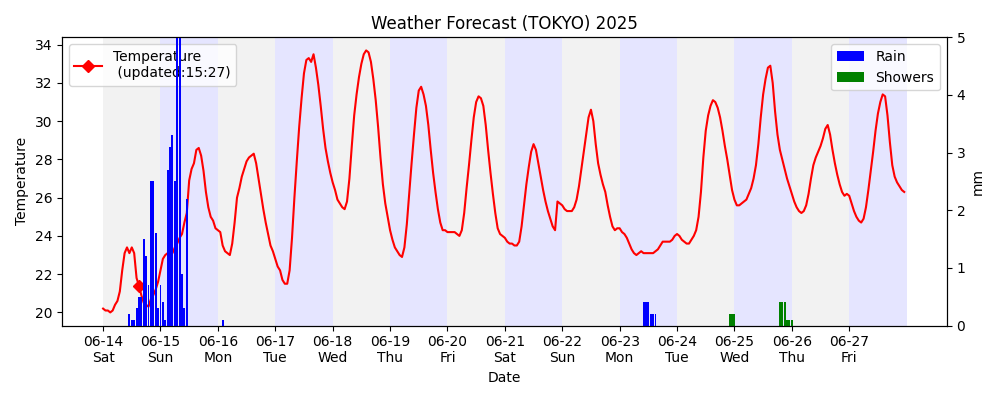 Weather Forecast (TOKYO) 2025
Temperature
(updated:15:27)
Rain
Showers
34
32
30
28
26
24
22
20
Temperature
5
4
3
2
1
0
mm
06-14 06-15 06-16 06-17 06-18 06-19 06-20 06-21 06-22 06-23 06-24 06-25 06-26 06-27
Sat Sun Mon Tue Wed Thu Fri Sat Sun Mon Tue Wed Thu Fri
Date